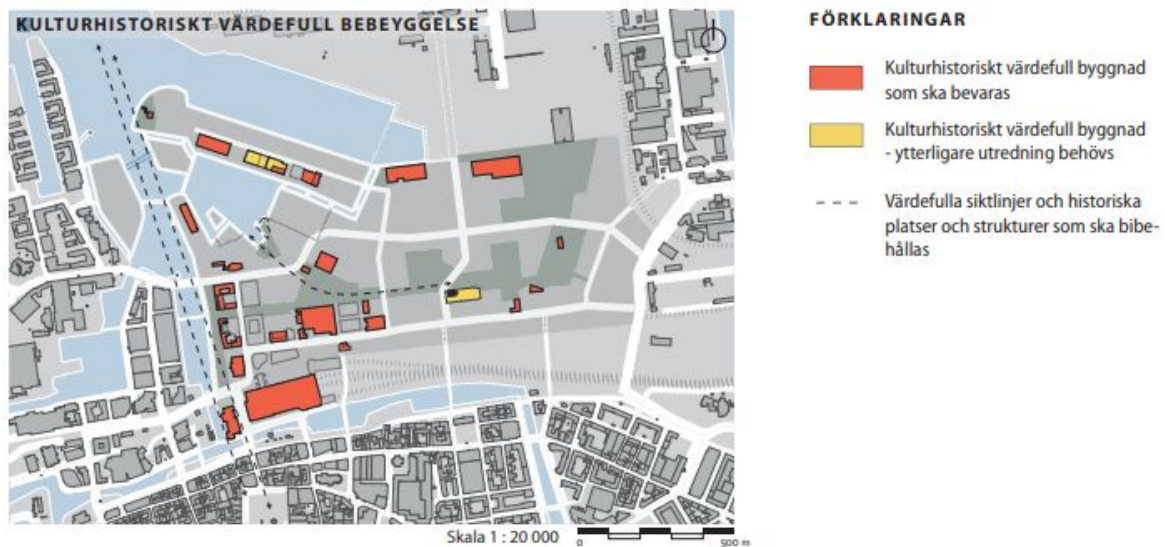 KULTURHISTORISKT VÄRDEFULL BEBEYGGELSE
FÖRKLARINGAR
Kulturhistoriskt värdefull byggnad
som ska bevaras
Kulturhistoriskt värdefull byggnad
- ytterligare utredning behövs
Värdefulla siktlinjer och historiska
platser och strukturer som ska bibe-
hållas
Skala 1 : 20 000
0 500 m